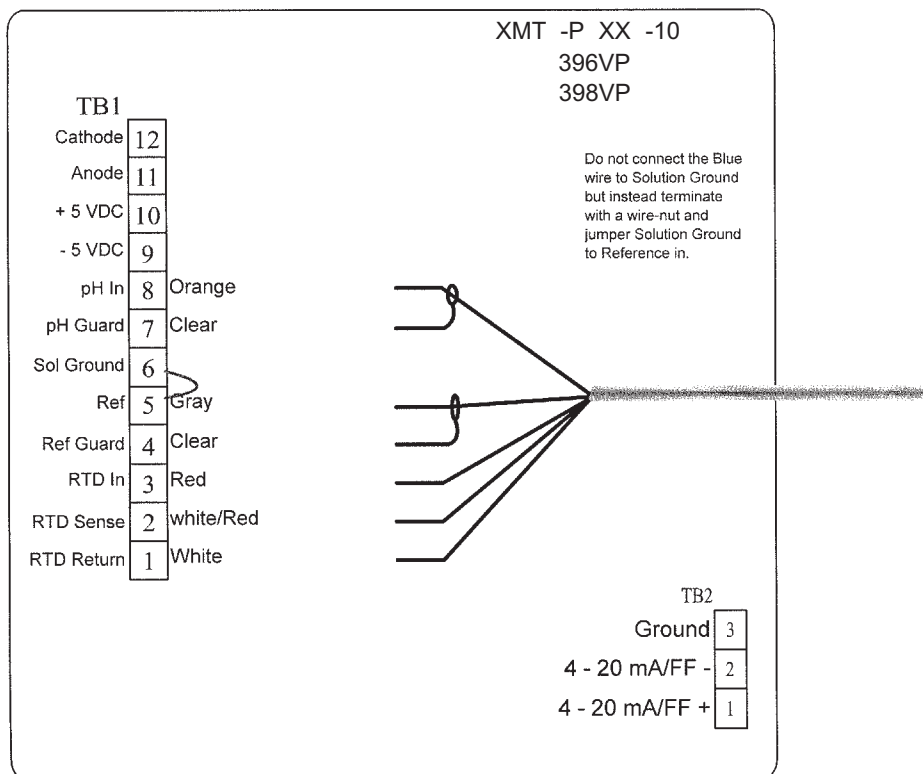 XMT -P XX -10
396VP
398VP
TB1
Cathode 12
Anode 11
+ 5 VDC 10
- 5 VDC 9
pH In 8 Orange
pH Guard 7 Clear
Sol Ground 6
Ref 5 Gray
Ref Guard 4 Clear
RTD In 3 Red
RTD Sense 2 white/Red
RTD Return 1 White
Do not connect the Blue
wire to Solution Ground
but instead terminate
with a wire-nut and
jumper Solution Ground
to Reference in.
TB2
Ground 3
4 - 20 mA/FF - 2
4 - 20 mA/FF + 1